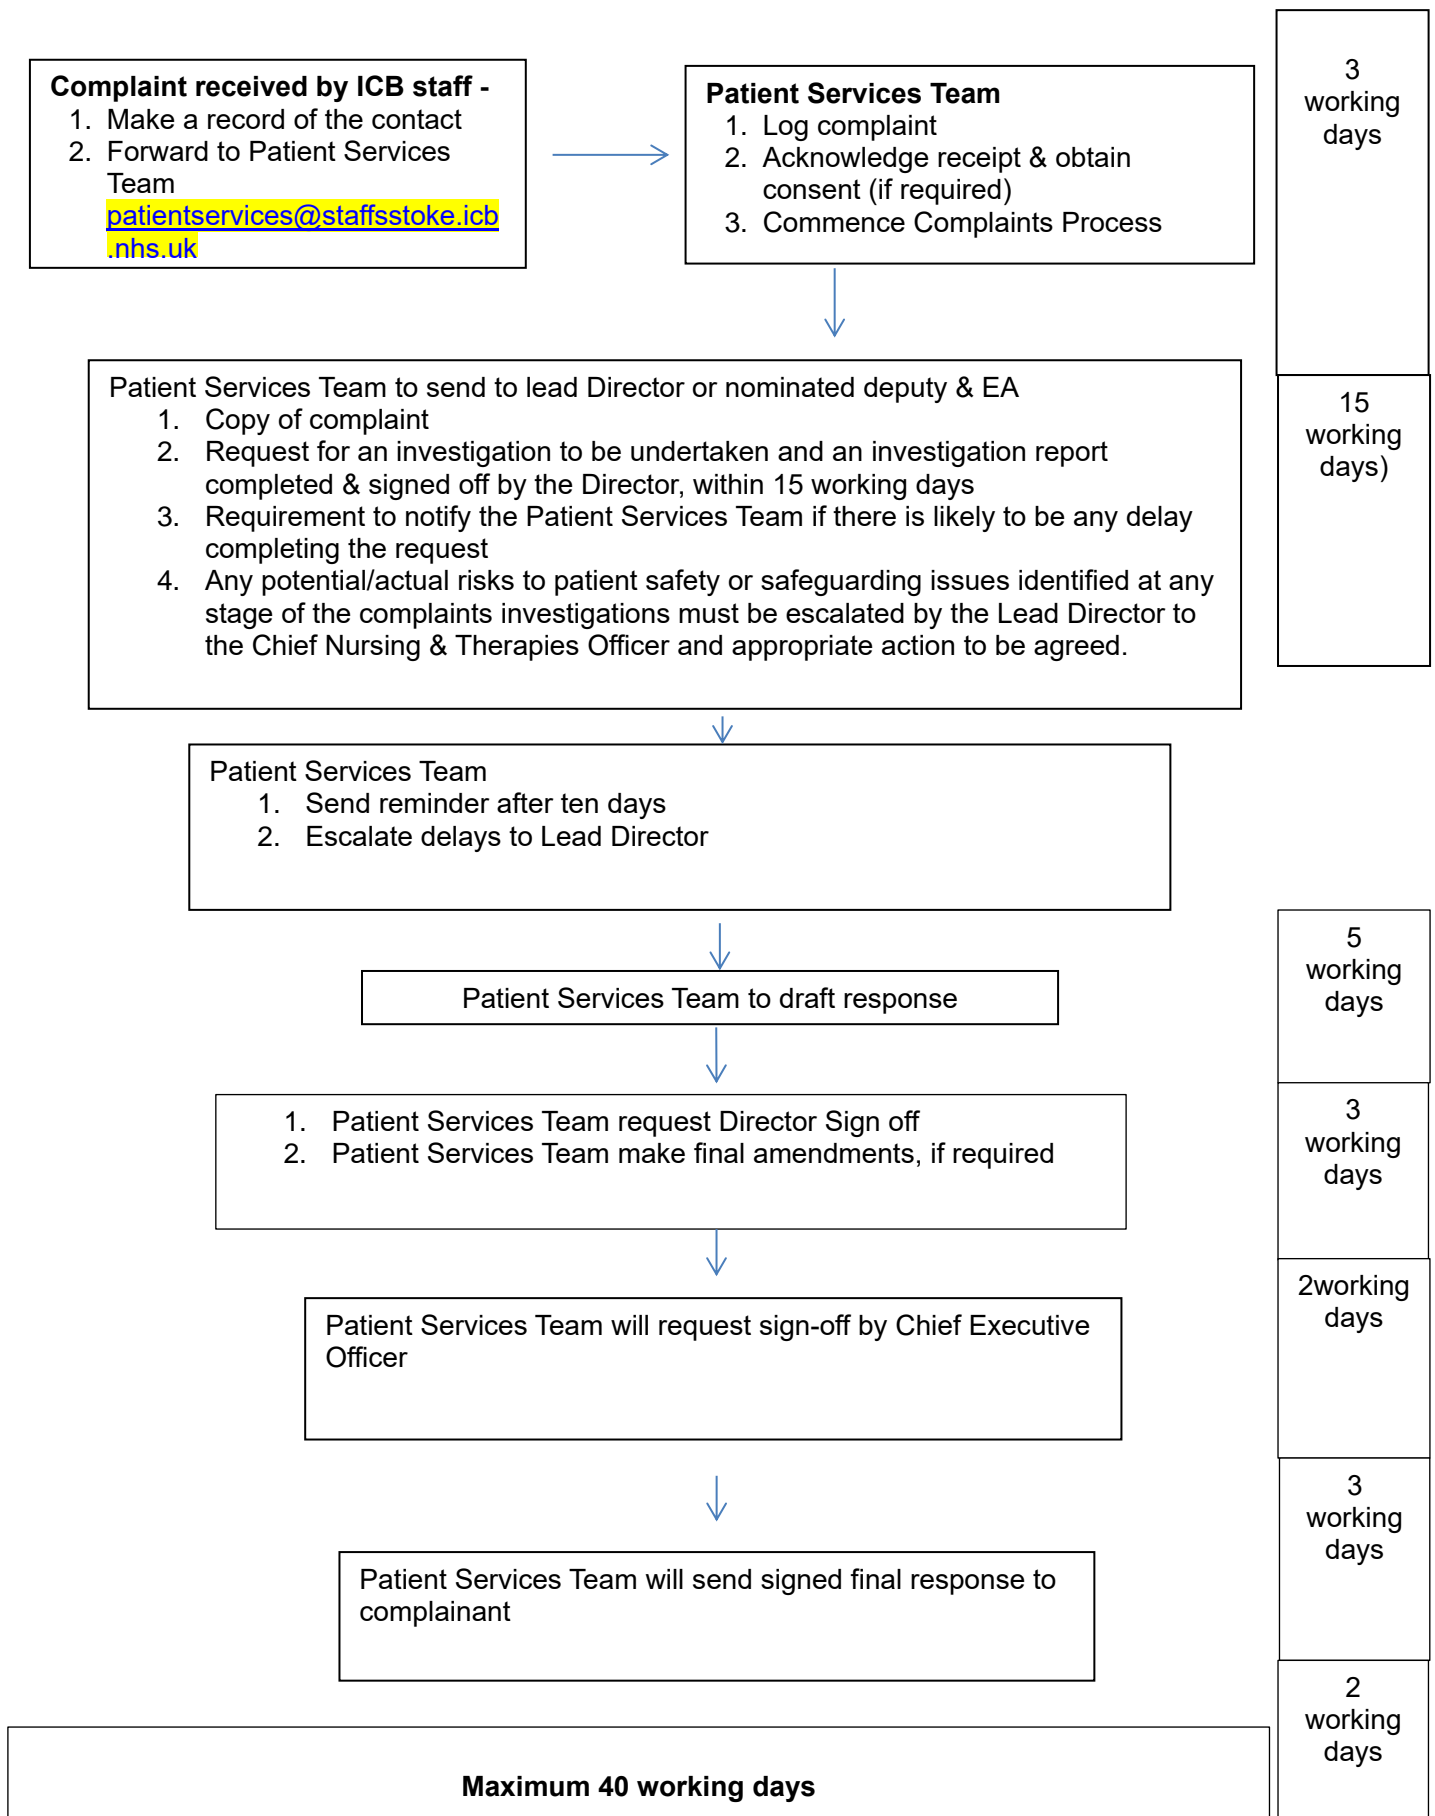 Complaint received by ICB staff -
1. Make a record of the contact
2. Forward to Patient Services
Team
patientservices@staffsstoke.icb
.nhs.uk
Patient Services Team
1. Log complaint
2. Acknowledge receipt & obtain
consent (if required)
3. Commence Complaints Process
3
working
days
Patient Services Team to send to lead Director or nominated deputy & EA
1. Copy of complaint
2. Request for an investigation to be undertaken and an investigation report
completed & signed off by the Director, within 15 working days
3. Requirement to notify the Patient Services Team if there is likely to be any delay
completing the request
4. Any potential/actual risks to patient safety or safeguarding issues identified at any
stage of the complaints investigations must be escalated by the Lead Director to
the Chief Nursing & Therapies Officer and appropriate action to be agreed.
15
working
days)
Patient Services Team
1. Send reminder after ten days
2. Escalate delays to Lead Director
Patient Services Team to draft response
5
working
days
1. Patient Services Team request Director Sign off
2. Patient Services Team make final amendments, if required
3
working
days
Patient Services Team will request sign-off by Chief Executive
Officer
2working
days
Patient Services Team will send signed final response to
complainant
3
working
days
Maximum 40 working days
2
working
days